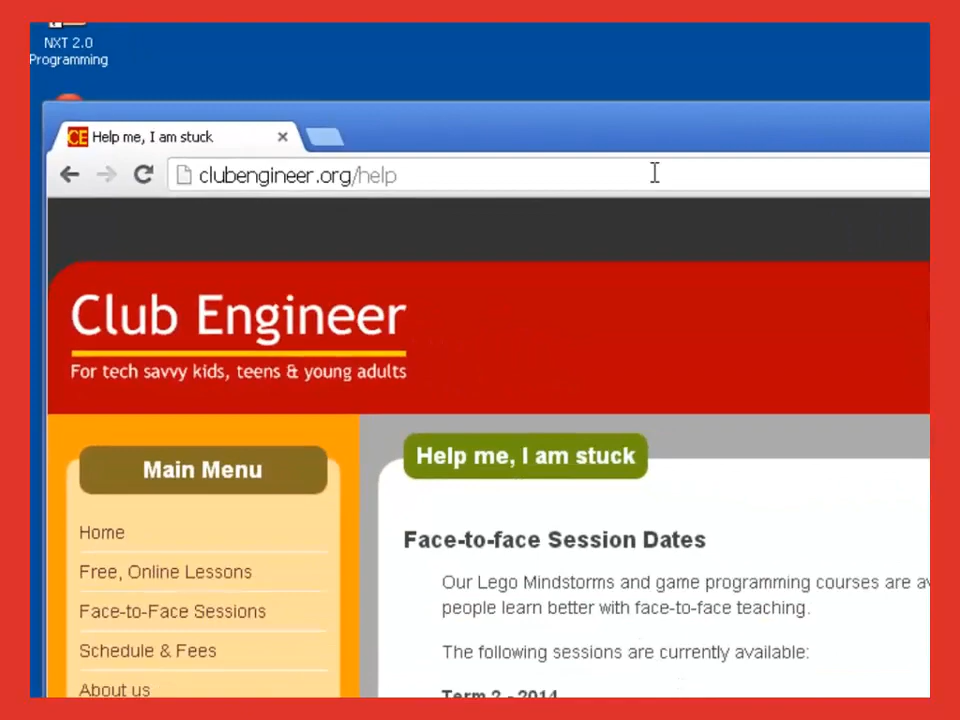 NXT 2.0
Programming
CE Help me, I am stuck
clubengineer.org/help
Club Engineer
For tech savvy kids, teens & young adults
Main Menu
Home
Free, Online Lessons
Face-to-Face Sessions
Schedule & Fees
About us
Help me, I am stuck
Face-to-face Session Dates
Our Lego Mindstorms and game programming courses are
people learn better with face-to-face teaching.
The following sessions are currently available:
Term 2 - 2014